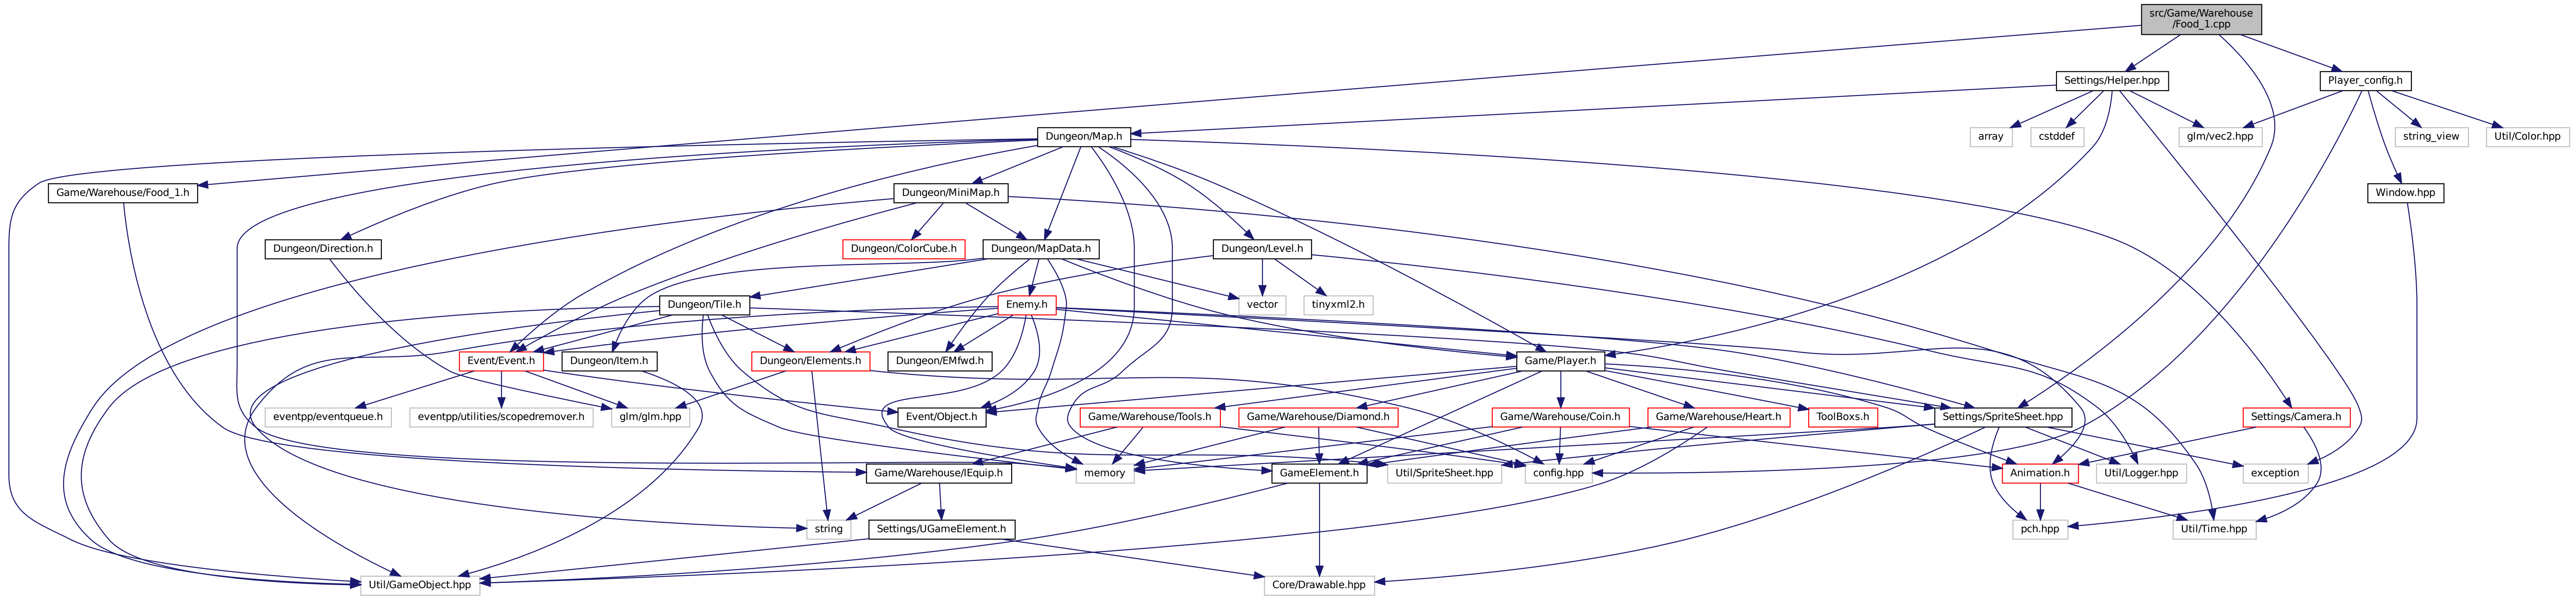 src/Game/Warehouse
/Food_1.cpp
Settings/Helper.hpp
Player_config.h
Dungeon/Map.h
array
cstddef
glm/vec2.hpp
string_view
Util/Color.hpp
Game/Warehouse/Food_1.h
Dungeon/MiniMap.h
Window.hpp
Dungeon/Direction.h
Dungeon/ColorCube.h
Dungeon/MapData.h
Dungeon/Level.h
Dungeon/Tile.h
Enemy.h
vector
tinyxml2.h
Event/Event.h
Dungeon/Item.h
Dungeon/Elements.h
Dungeon/EMfwd.h
Game/Player.h
eventpp/eventqueue.h
eventpp/utilities/scopedremover.h
glm/glm.hpp
Event/Object.h
Game/Warehouse/Tools.h
Game/Warehouse/Diamond.h
Game/Warehouse/Coin.h
Game/Warehouse/Heart.h
ToolBoxs.h
Settings/SpriteSheet.hpp
Settings/Camera.h
Game/Warehouse/IEquip.h
memory
GameElement.h
Util/SpriteSheet.hpp
config.hpp
Animation.h
Util/Logger.hpp
exception
string
Settings/UGameElement.h
pch.hpp
Util/Time.hpp
Util/GameObject.hpp
Core/Drawable.hpp